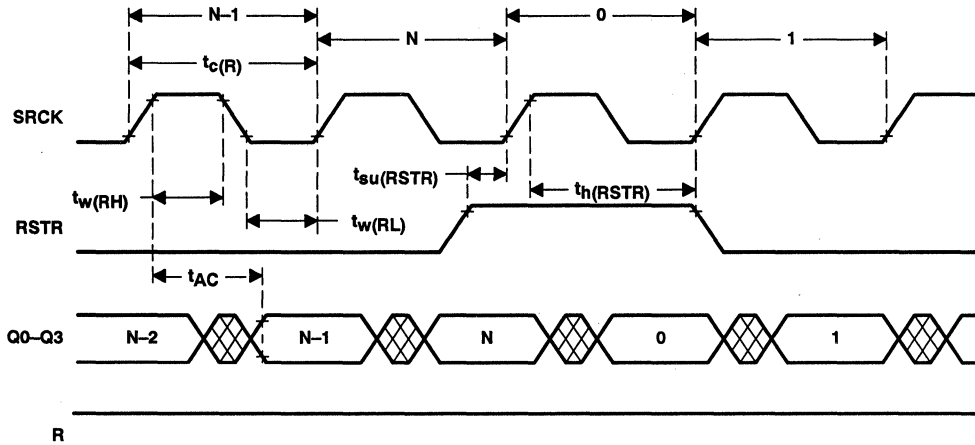 N–1
N
0
1
tc(R)
SRCK
tsu(RSTR)
tw(RH)
th(RSTR)
RSTR
tw(RL)
tAC
Q0–Q3
N–2
N–1
N
0
1
R